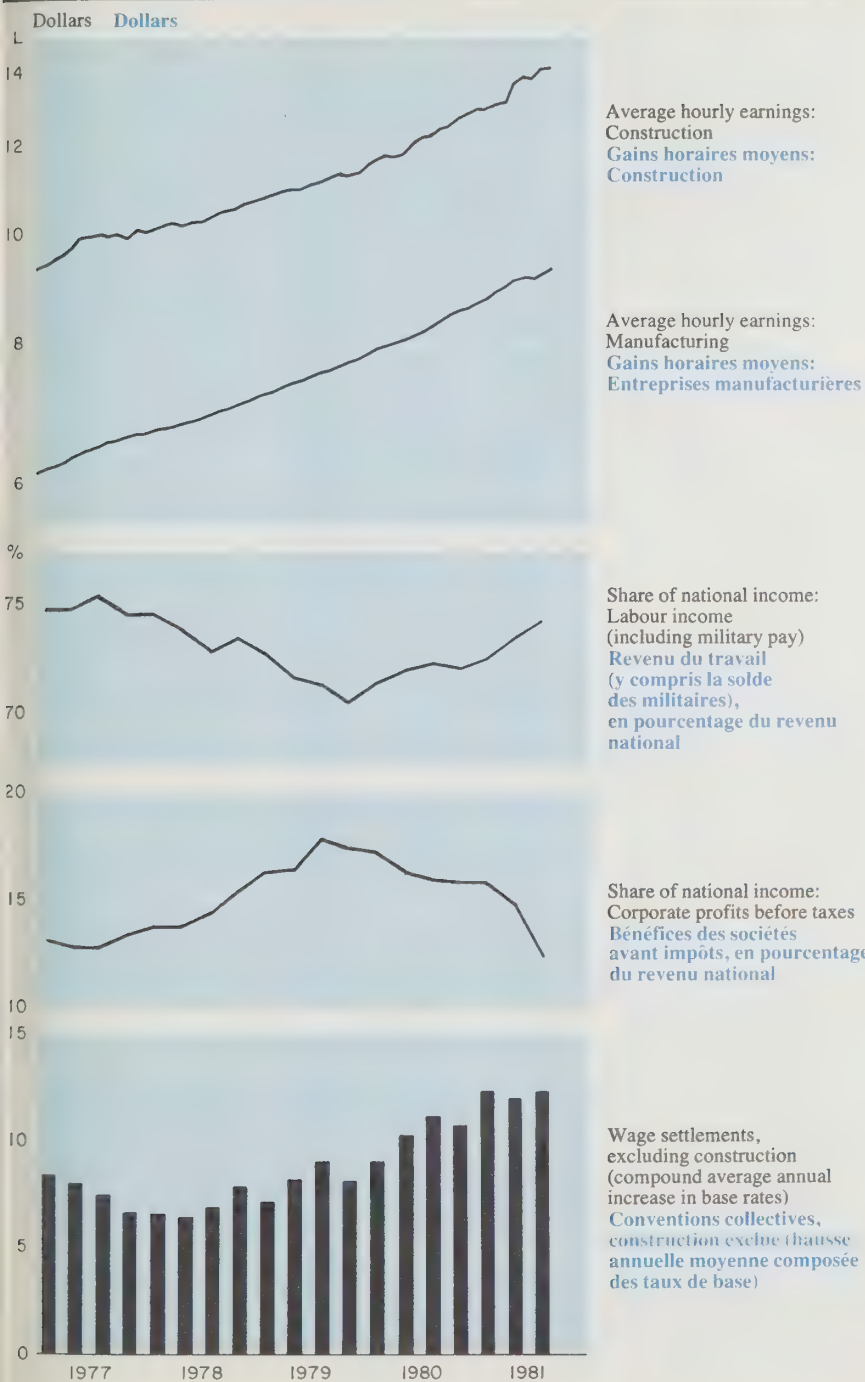 Dollars Dollars
L
14
12
10
8
6
Average hourly earnings:
Construction
Gains horaires moyens:
Construction
Average hourly earnings:
Manufacturing
Gains horaires moyens:
Entreprises manufacturières
%
75
70
Share of national income:
Labour income
(including military pay)
Revenu du travail
(y compris la solde
des militaires),
en pourcentage du revenu
national
20
15
10
Share of national income:
Corporate profits before taxes
Bénéfices des sociétés
avant impôts, en pourcentage
du revenu national
15
10
5
0
Wage settlements,
excluding construction
(compound average annual
increase in base rates)
Conventions collectives,
construction exclue (hausse
annuelle moyenne composée
des taux de base)
1977 1978 1979 1980 1981